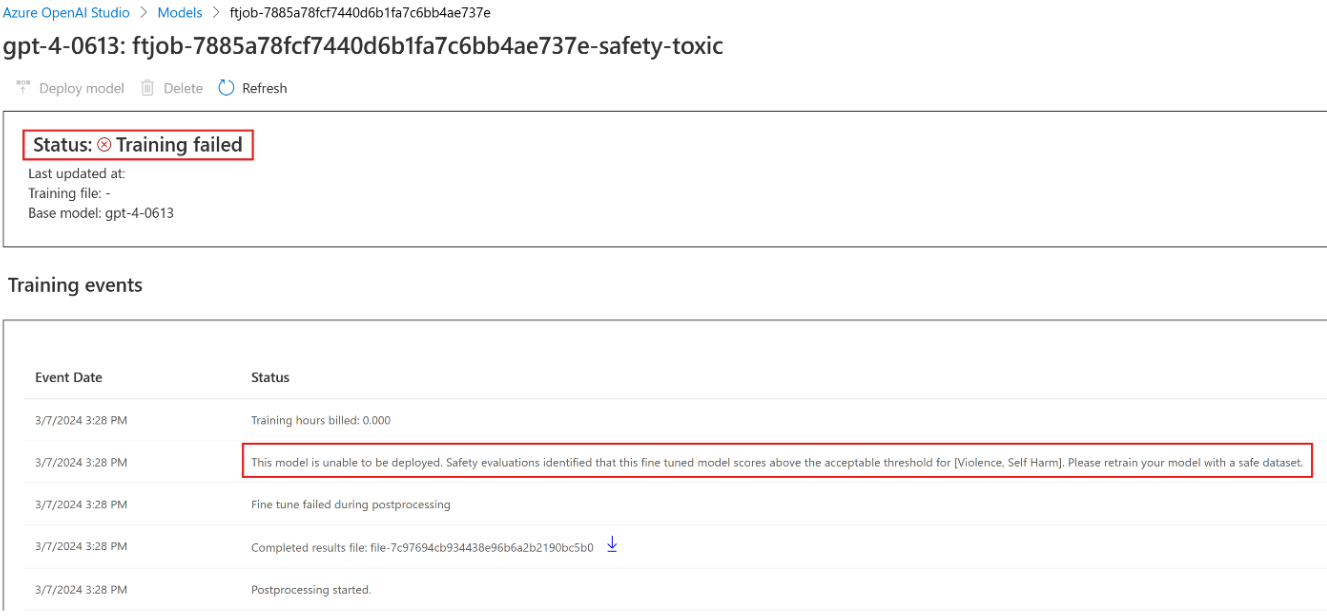 Azure OpenAI Studio > Models > ftjob-7885a78fcf7440d6b1fa7c6bb4ae737e
gpt-4-0613: ftjob-7885a78fcf7440d6b1fa7c6bb4ae737e-safety-toxic
Deploy model Delete Refresh
Status: Training failed
Last updated at:
Training file: -
Base model: gpt-4-0613
Training events
Event Date Status
3/7/2024 3:28 PM Training hours billed: 0.000
3/7/2024 3:28 PM This model is unable to be deployed. Safety evaluations identified that this fine tuned model scores above the acceptable threshold for [Violence, Self Harm]. Please retrain your model with a safe dataset.
3/7/2024 3:28 PM Fine tune failed during postprocessing
3/7/2024 3:28 PM Completed results file: file-7c97694cb934438e96b6a2b2190bc5b0
3/7/2024 3:28 PM Postprocessing started.